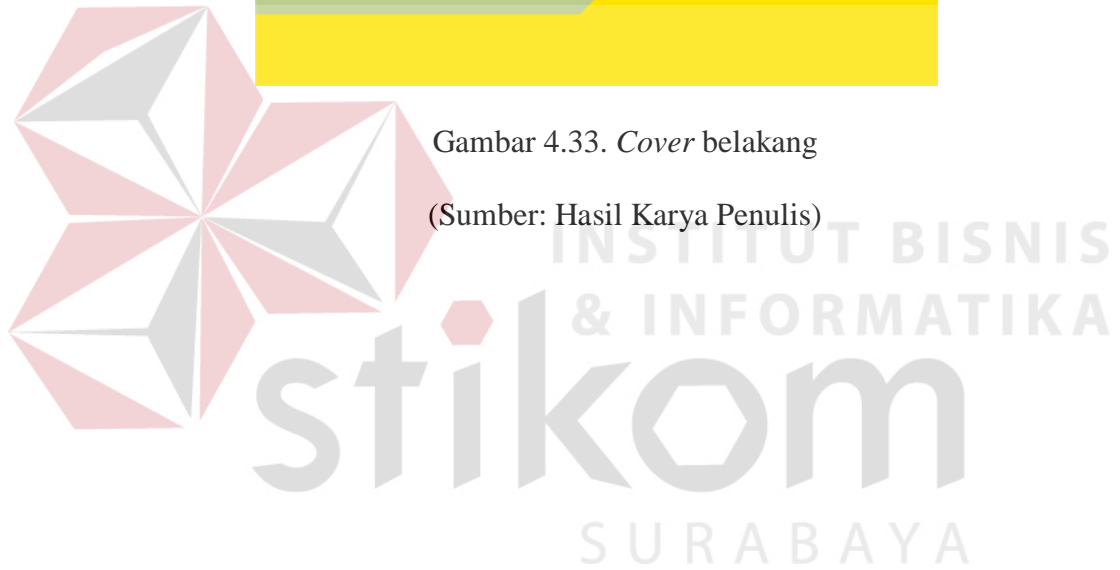 Gambar 4.33. Cover belakang
(Sumber: Hasil Karya Penulis)
INSTITUT BISNIS
& INFORMATIKA
stikom
SURABAYA